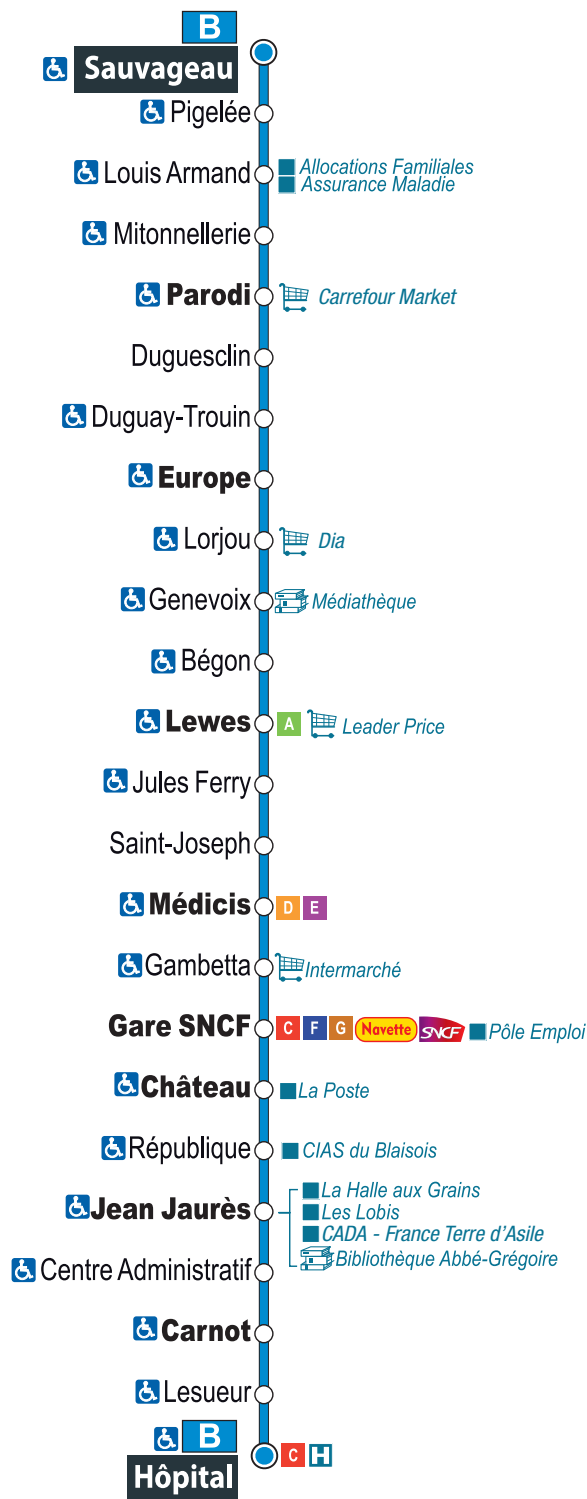 B
Sauvageau
Pigelée
Louis Armand
Allocations Familiales
Assurance Maladie
Mitonnellerie
Parodi Carrefour Market
Duguesclin
Duguay-Trouin
Europe
Lorjou Dia
Genevoix Médiathèque
Bégon
Lewes A Leader Price
Jules Ferry
Saint-Joseph
Médicis D E
Gambetta Intermarché
Gare SNCF C F G Navette SNCF Pôle Emploi
Château La Poste
République CIAS du Blaisois
Jean Jaurès
La Halle aux Grains
Les Lobis
CADA - France Terre d'Asile
Bibliothèque Abbé-Grégoire
Centre Administratif
Carnot
Lesueur
B
Hôpital C H